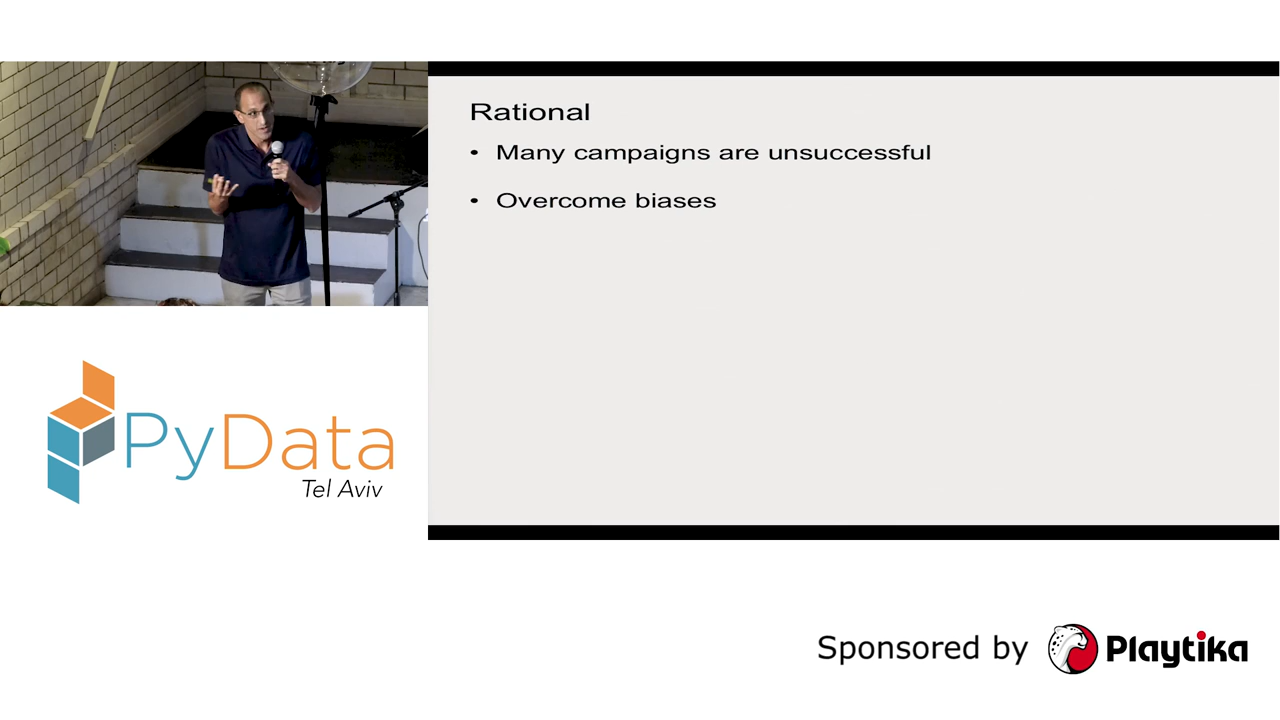 Rational
• Many campaigns are unsuccessful
• Overcome biases
PyData
Tel Aviv
Sponsored by Playtika